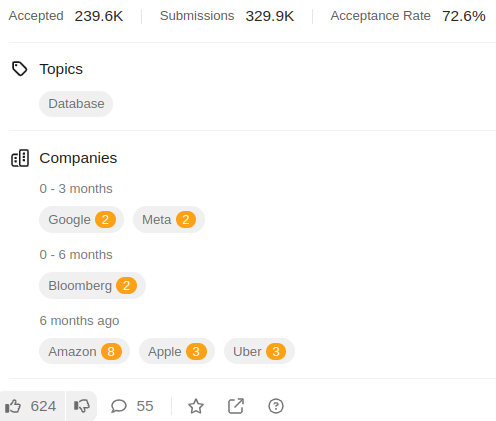 Accepted 239.6K Submissions 329.9K Acceptance Rate 72.6%
Topics
Database
Companies
0 - 3 months
Google 2 Meta 2
0 - 6 months
Bloomberg 2
6 months ago
Amazon 8 Apple 3 Uber 3
624 55